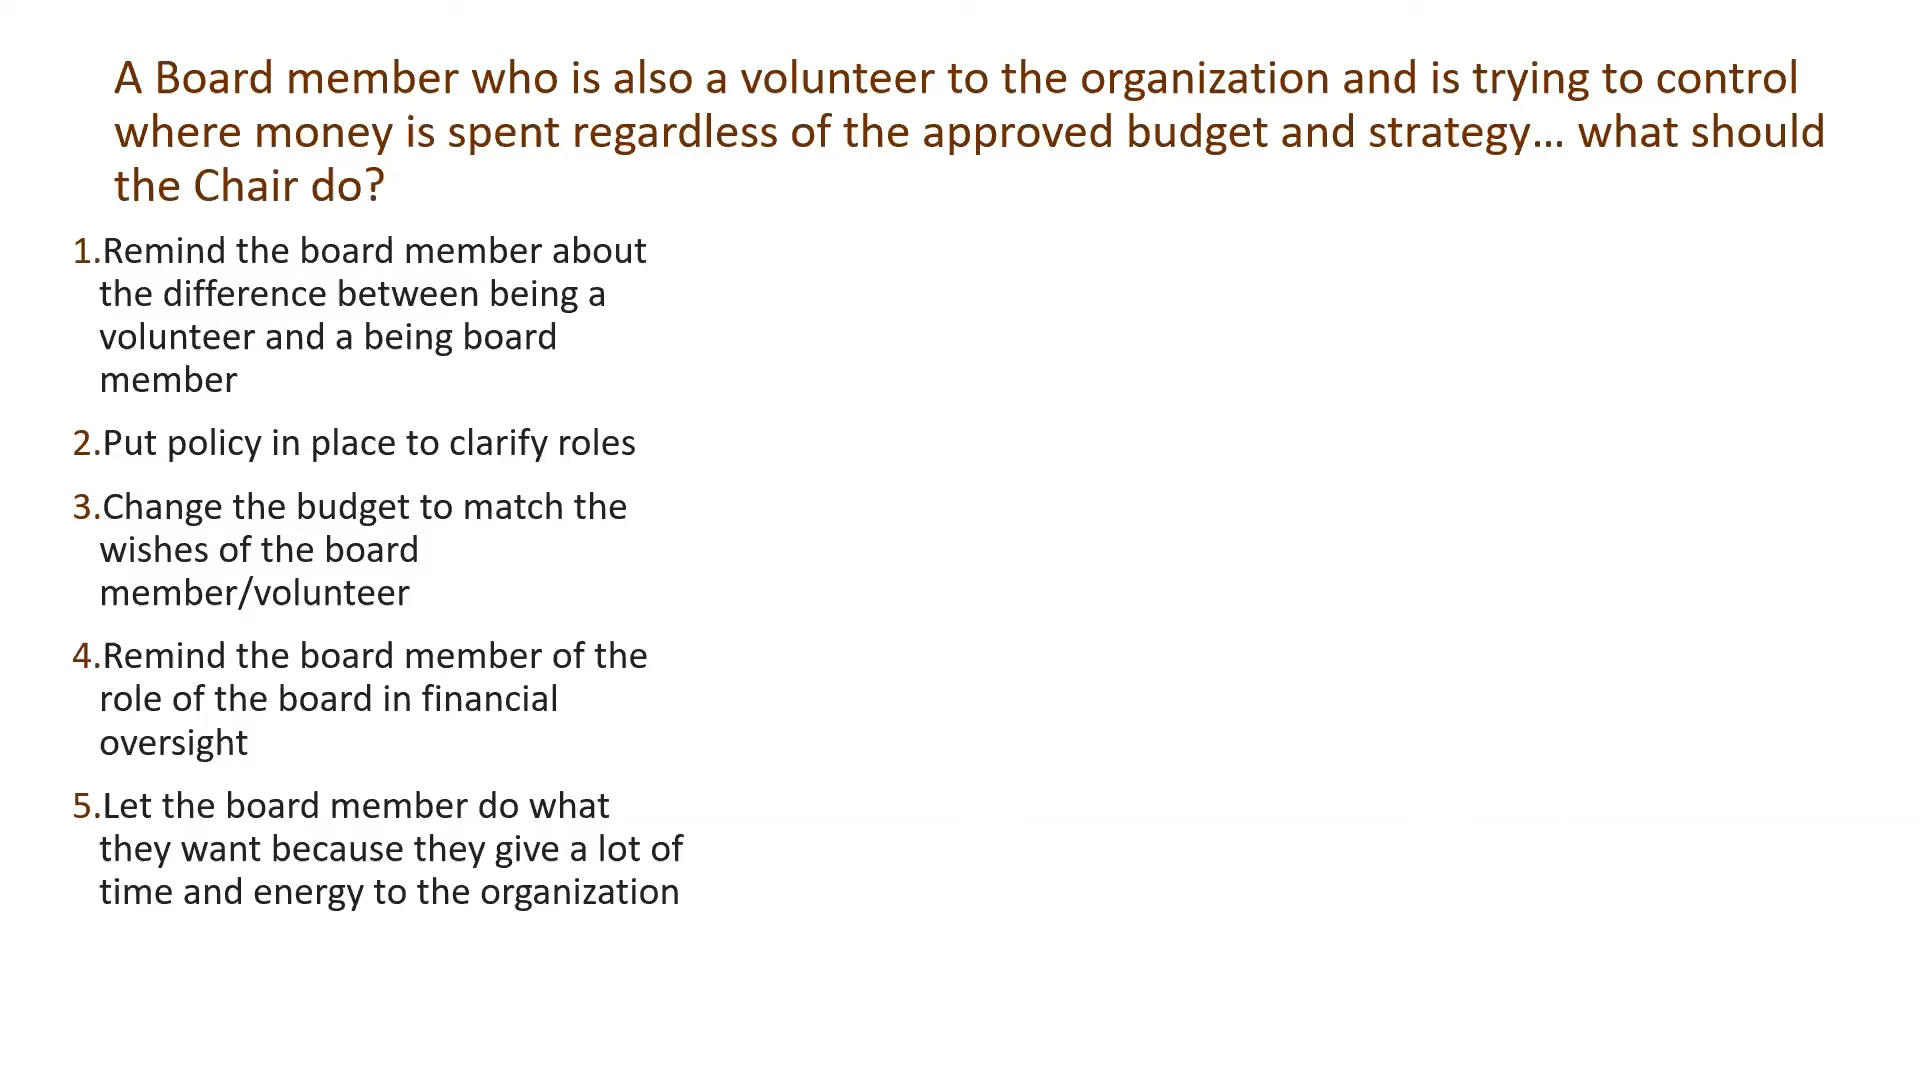 A Board member who is also a volunteer to the organization and is trying to control
where money is spent regardless of the approved budget and strategy... what should
the Chair do?
1.Remind the board member about
the difference between being a
volunteer and a being board
member
2.Put policy in place to clarify roles
3.Change the budget to match the
wishes of the board
member/volunteer
4.Remind the board member of the
role of the board in financial
oversight
5.Let the board member do what
they want because they give a lot of
time and energy to the organization